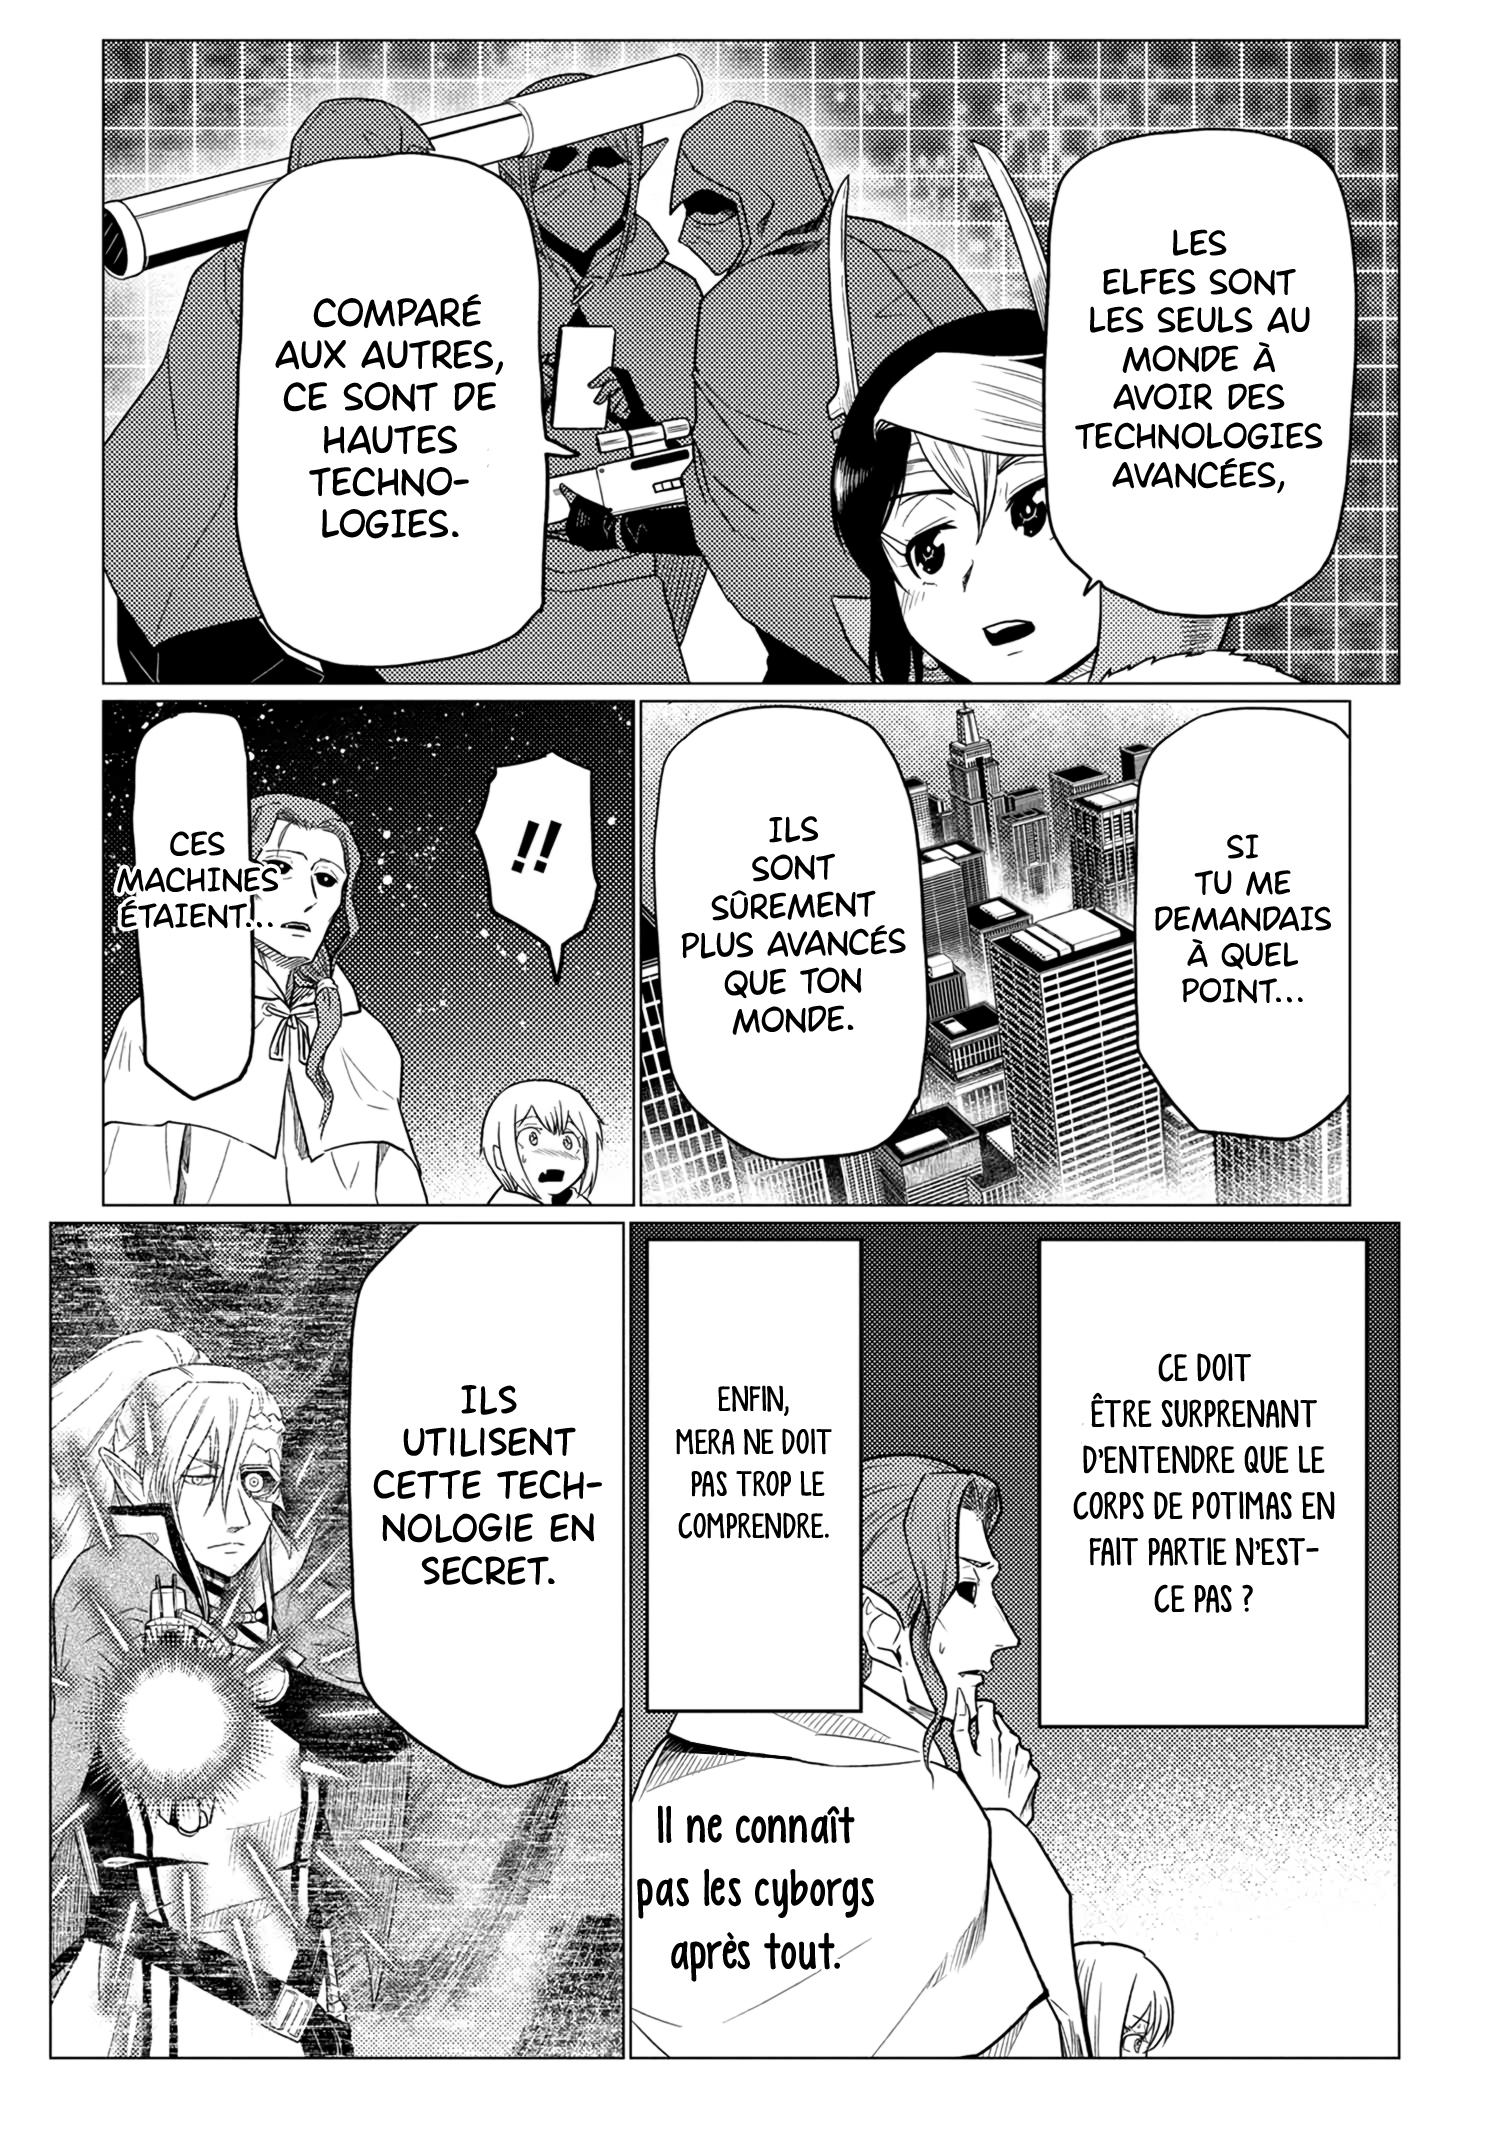 LES
ELFES SONT
LES SEULS AU
MONDE À
AVOIR DES
TECHNOLOGIES
AVANCÉES,
COMPARÉ
AUX AUTRES,
CE SONT DE
HAUTES
TECHNO-
LOGIES.
SI
TU ME
DEMANDAIS
À QUEL
POINT...
ILS
SONT
SÛREMENT
PLUS AVANCÉS
QUE TON
MONDE.
!!
CES
MACHINES
ÉTAIENT...
CE DOIT
ÊTRE SURPRENANT
D'ENTENDRE QUE LE
CORPS DE POTIMAS EN
FAIT PARTIE N'EST-
CE PAS ?
ENFIN,
MERA NE DOIT
PAS TROP LE
COMPRENDRE.
Il ne connaît
pas les cyborgs
après tout.
ILS
UTILISENT
CETTE TECH-
NOLOGIE EN
SECRET.